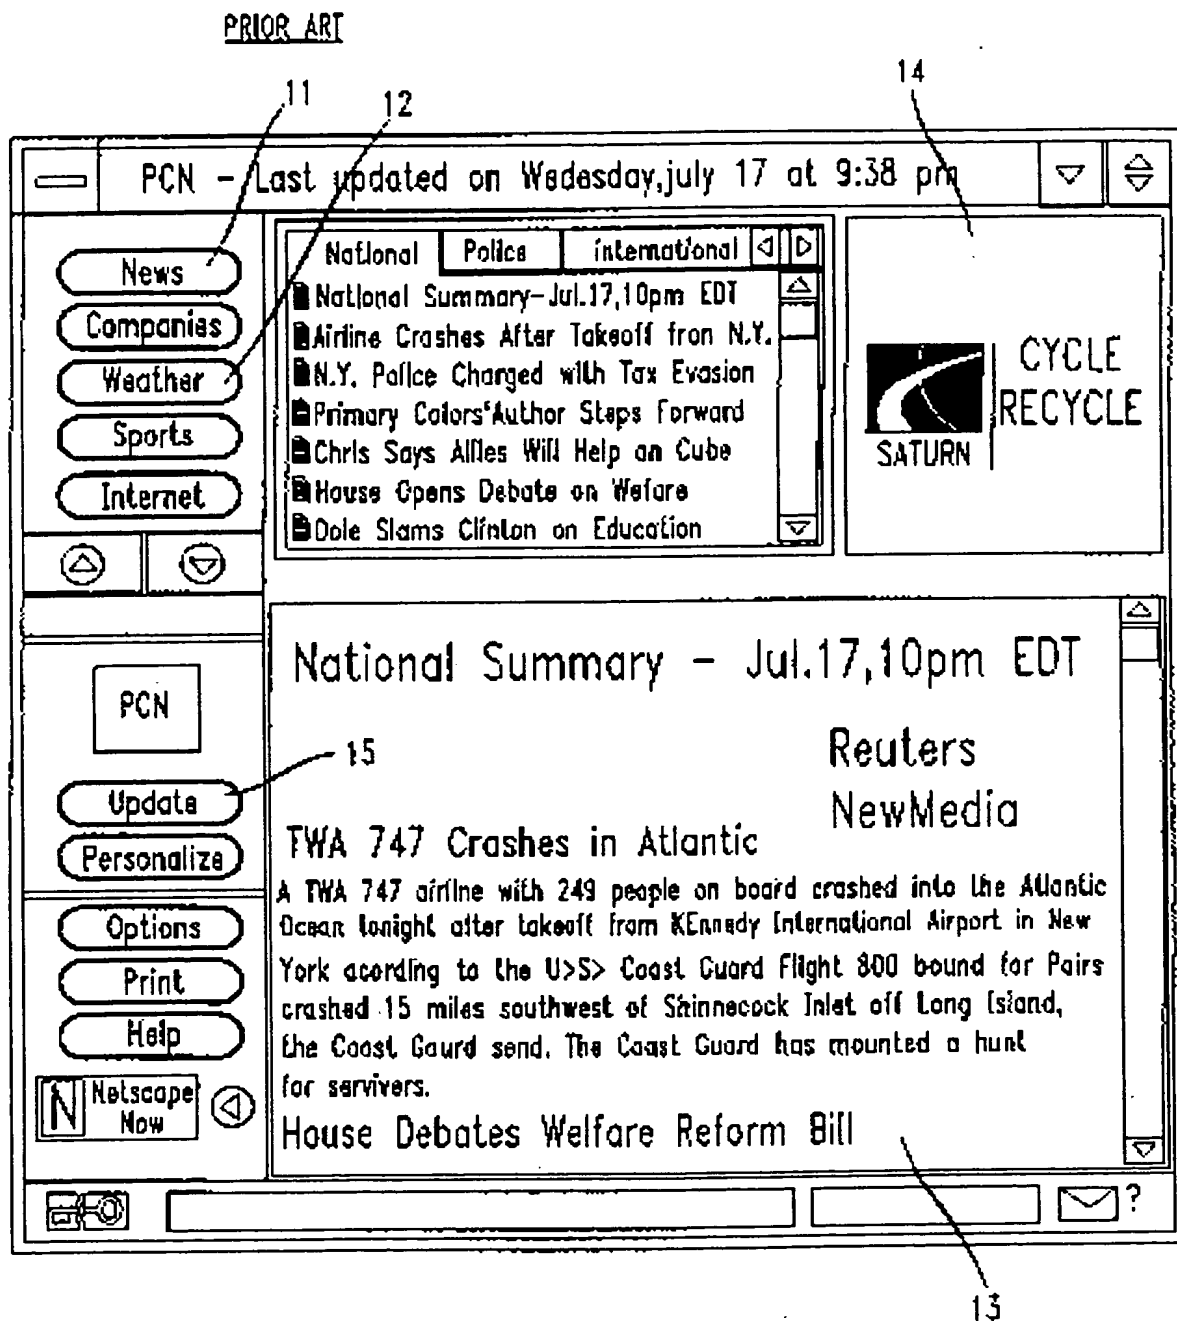 PRIOR ART
11
12
14
PCN - Last updated on Wedesday,july 17 at 9:38 pm
News
Companies
Weather
Sports
Internet
National Police international
National Summary-Jul.17,10pm EDT
Airline Crashes After Takeoff fron N.Y.
N.Y. Police Charged with Tax Evasion
Primary Colors'Author Steps Forward
Chris Says Allies Will Help on Cube
House Opens Debate on Wefare
Dole Slams Clinton on Education
CYCLE
RECYCLE
SATURN
PCN
15
Update
Personalize
Options
Print
Help
N Netscape
Now
National Summary - Jul.17,10pm EDT
Reuters
NewMedia
TWA 747 Crashes in Atlantic
A TWA 747 airline with 249 people on board crashed into the Atlantic
Ocean tonight after takeoff from KEnnedy International Airport in New
York acording to the U>S> Coast Guard Flight 800 bound for Pairs
crashed 15 miles southwest of Shinnecock Inlet off Long Island,
the Coast Gaurd send. The Coast Guard has mounted a hunt
for servivers.
House Debates Welfare Reform Bill
?
13